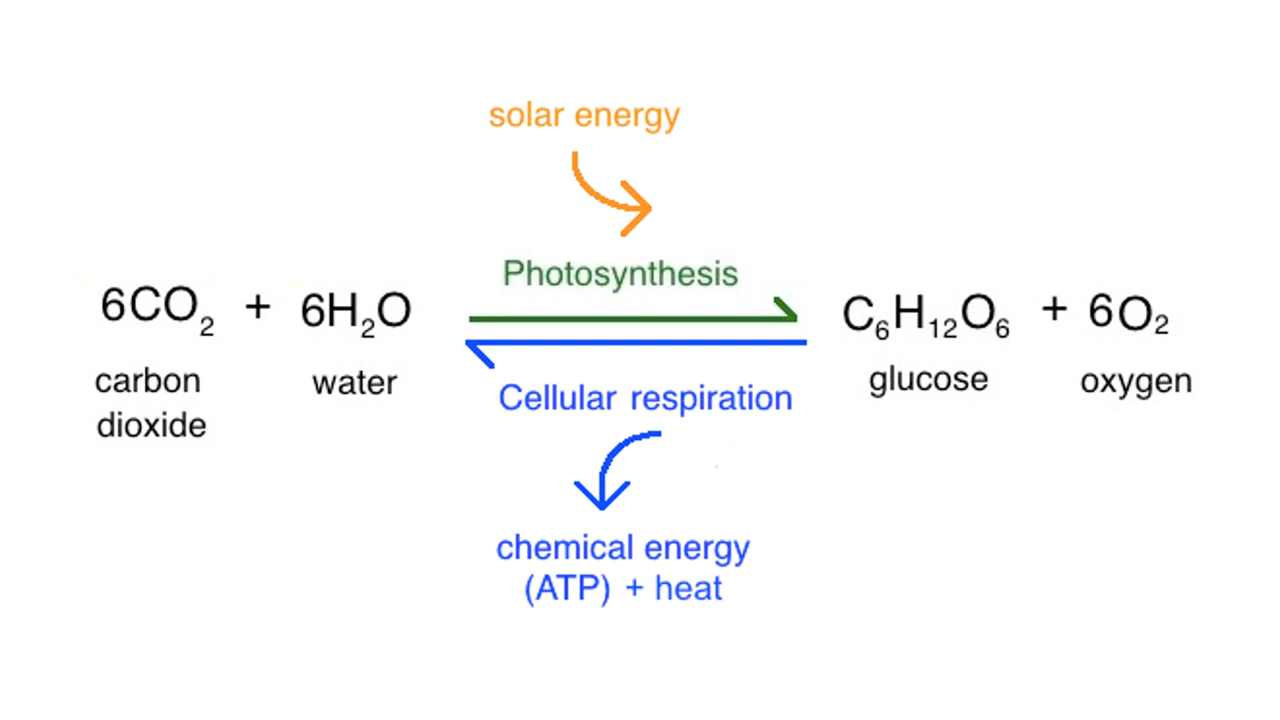 solar energy
Photosynthesis
6CO₂ + 6H₂O C₆H₁₂O₆ + 6O₂
carbon dioxide water glucose oxygen
Cellular respiration
chemical energy
(ATP) + heat